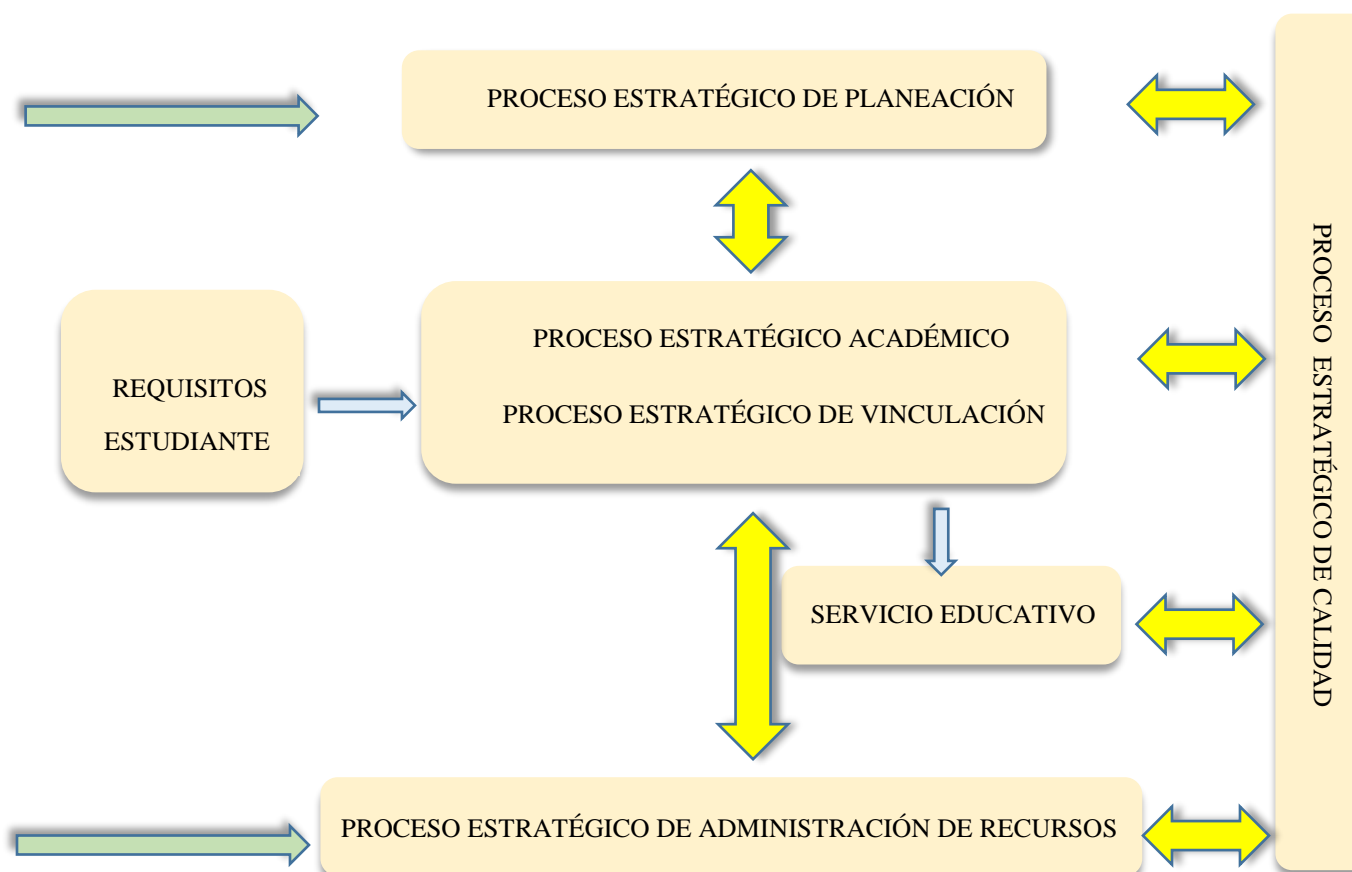 PROCESO ESTRATÉGICO DE PLANEACIÓN
PROCESO ESTRATÉGICO ACADÉMICO
PROCESO ESTRATÉGICO DE VINCULACIÓN
REQUISITOS
ESTUDIANTE
SERVICIO EDUCATIVO
PROCESO ESTRATÉGICO DE ADMINISTRACIÓN DE RECURSOS
PROCESO ESTRATÉGICO DE CALIDAD